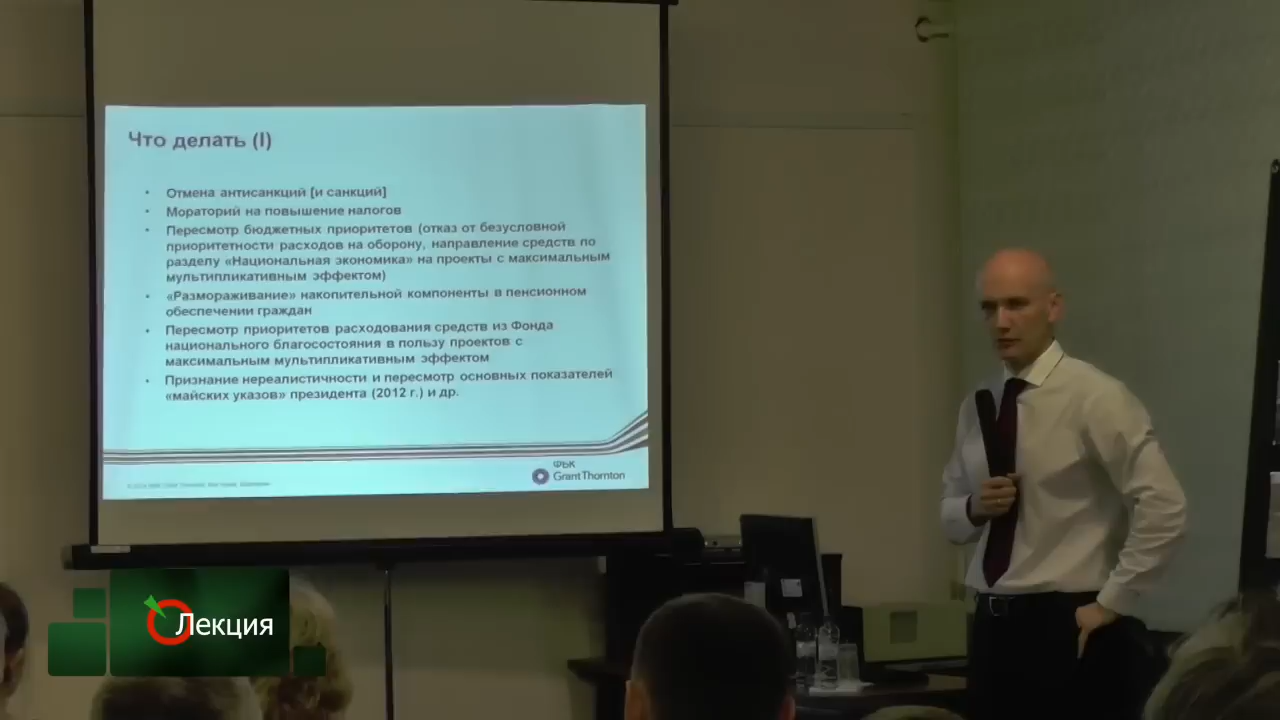 Что делать (I)
• Отмена антисанкций [и санкций]
• Мораторий на повышение налогов
• Пересмотр бюджетных приоритетов (отказ от безусловной
приоритетности расходов на оборону, направление средств по
разделу «Национальная экономика» на проекты с максимальным
мультипликативным эффектом)
• «Размораживание» накопительной компоненты в пенсионном
обеспечении граждан
• Пересмотр приоритетов расходования средств из Фонда
национального благосостояния в пользу проектов с
максимальным мультипликативным эффектом
• Признание нереалистичности и пересмотр основных показателей
«майских указов» президента (2012 г.) и др.
ФБК
Grant Thornton
Лекция